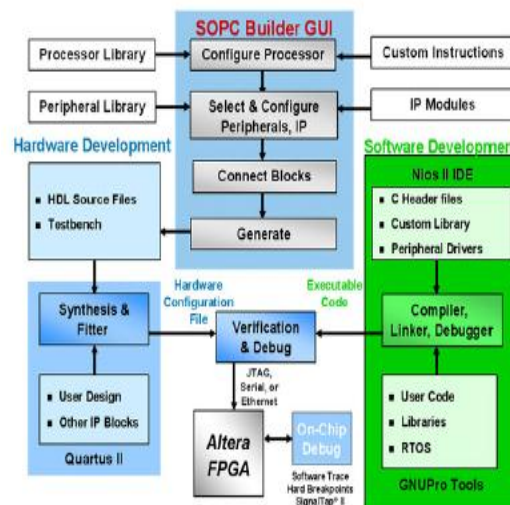 SOPC Builder GUI
Processor Library
Configure Processor
Custom Instructions
Peripheral Library
Select & Configure
Peripherals, IP
IP Modules
Hardware Development
Software Developmen
Connect Blocks
Nios II IDE
HDL Source Files
Testbench
C Header files
Custom Library
Peripheral Drivers
Generate
Hardware
Configuration
File
Executable
Code
Synthesis &
Fitter
Verification
& Debug
Compiler,
Linker, Debugger
JTAG,
Serial, or
Ethernet
User Design
Other IP Blocks
Quartus II
Altera
FPGA
On-Chip
Debug
Software Trace
Hard Breakpoints
SignalTap® II
User Code
Libraries
RTOS
GNUPro Tools